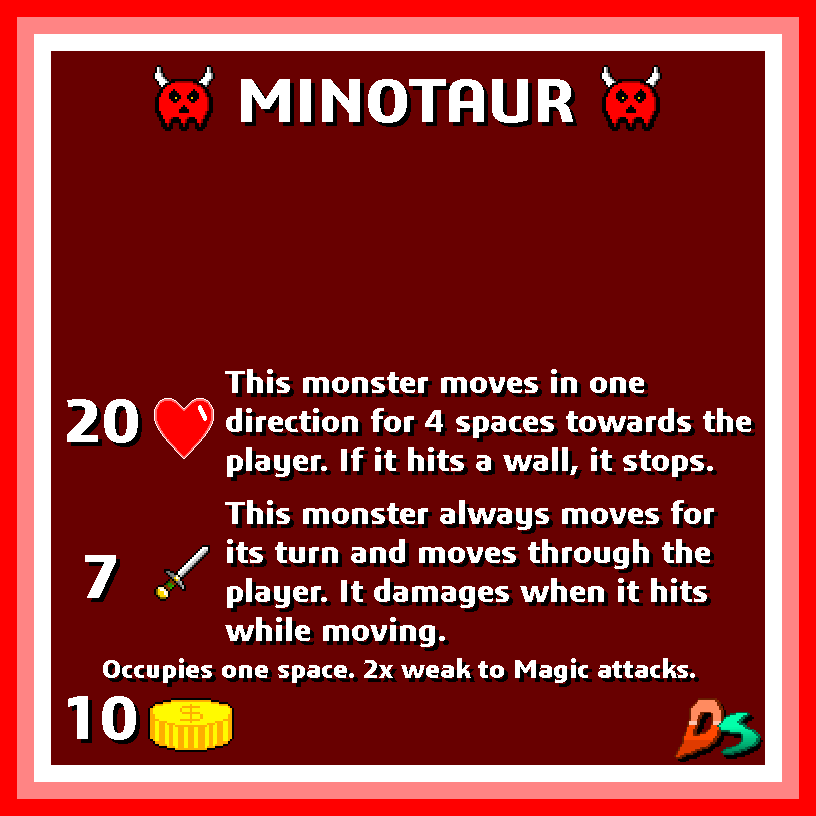 MINOTAUR
This monster moves in one
direction for 4 spaces towards the
player. If it hits a wall, it stops.
20
This monster always moves for
its turn and moves through the
player. It damages when it hits
while moving.
7
Occupies one space. 2x weak to Magic attacks.
10
$
DS